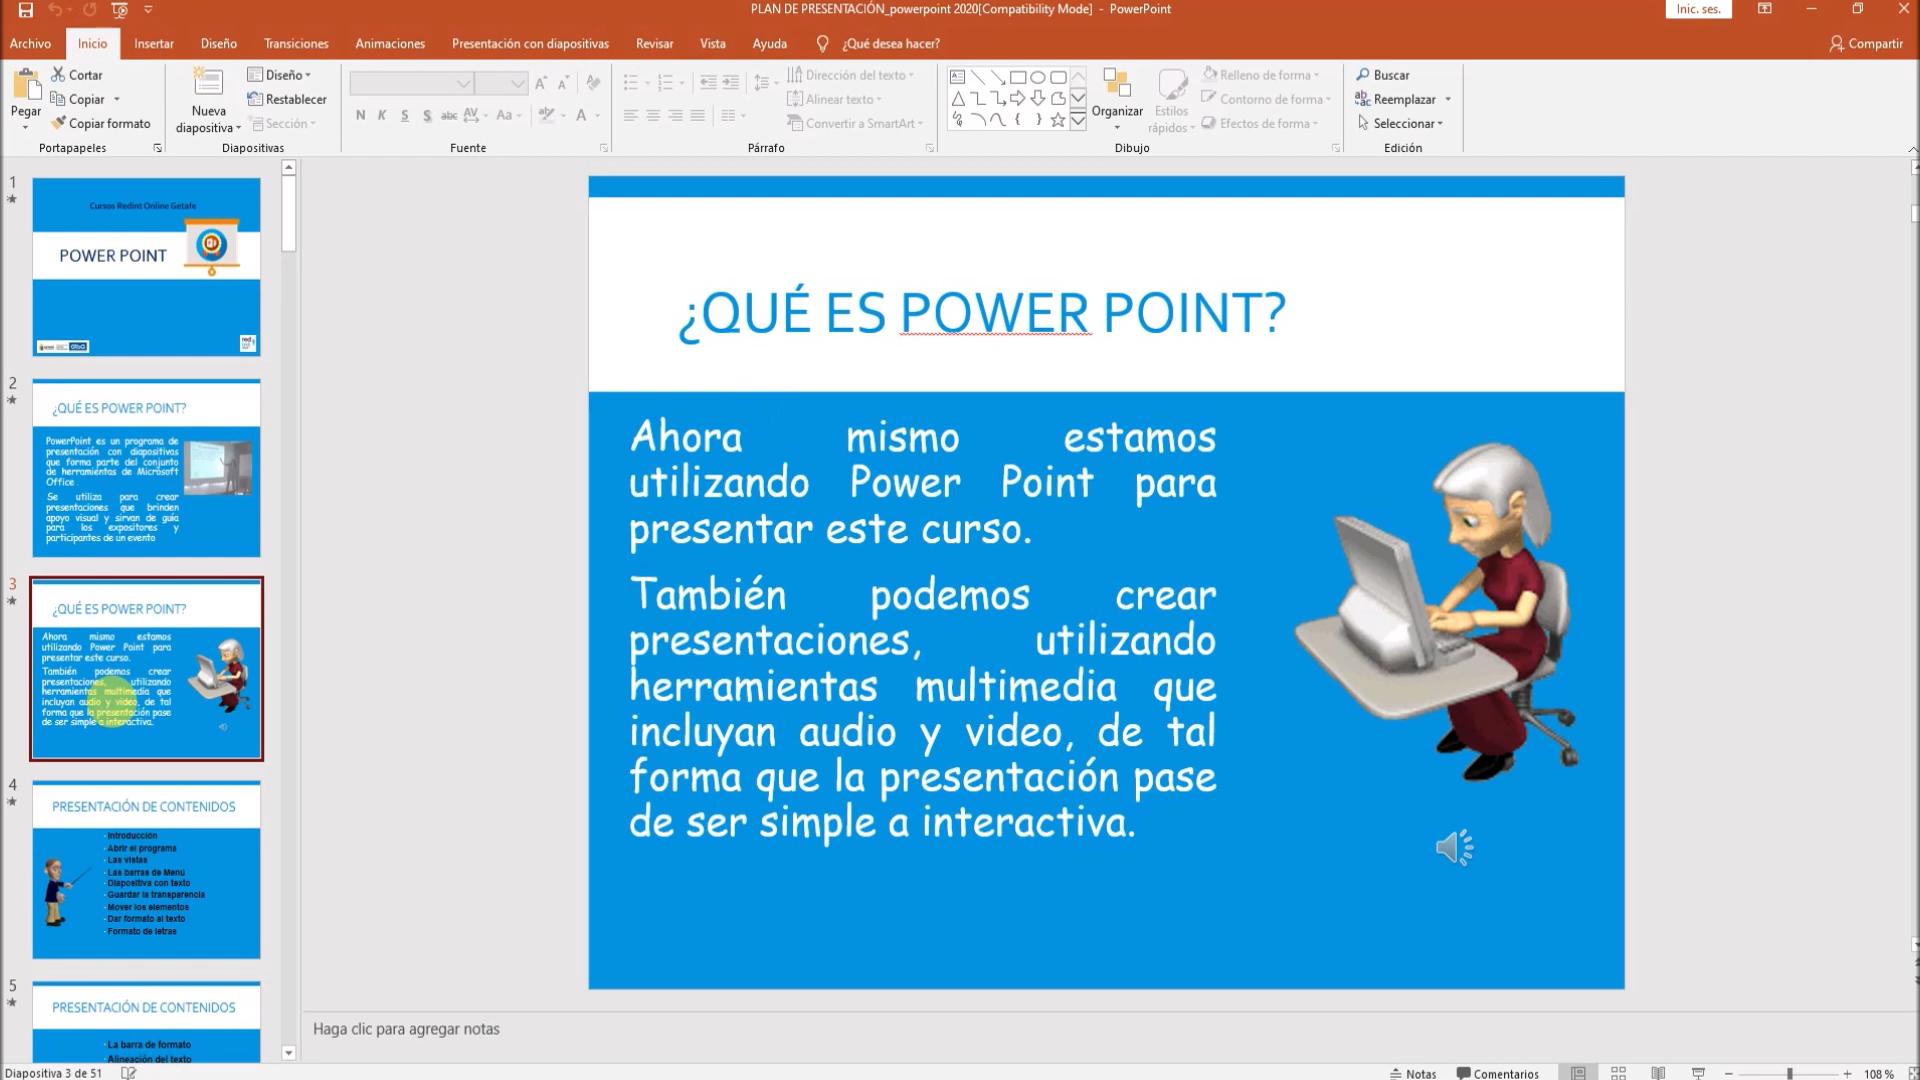 PLAN DE PRESENTACIÓN_powerpoint 2020[Compatibility Mode] - PowerPoint
Inic. ses.
Archivo Inicio Insertar Diseño Transiciones Animaciones Presentación con diapositivas Revisar Vista Ayuda ¿Qué desea hacer? Compartir
Pegar
Cortar
Copiar
Copiar formato
Portapapeles
Nueva
diapositiva
Diseño
Restablecer
Sección
Diapositivas
N K S S abc AV Aa A
Fuente
Dirección del texto
Alinear texto
Convertir a SmartArt
Párrafo
Organizar
Estilos
rápidos
Relleno de forma
Contorno de forma
Efectos de forma
Dibujo
Buscar
Reemplazar
Seleccionar
Edición
1
Cursos Redint Online Getafe
POWER POINT
2
¿QUÉ ES POWER POINT?
PowerPoint es un programa de
presentación con diapositivas
que forma parte del conjunto
de herramientas de Microsoft
Office .
Se utiliza para crear
presentaciones que brinden
apoyo visual y sirvan de guía
para los expositores y
participantes de un evento
3
¿QUÉ ES POWER POINT?
Ahora mismo estamos
utilizando Power Point para
presentar este curso.
También podemos crear
presentaciones, utilizando
herramientas multimedia que
incluyan audio y video, de tal
forma que la presentación pase
de ser simple a interactiva.
4
PRESENTACIÓN DE CONTENIDOS
Introducción
Abrir el programa
Las vistas
Las barras de Menú
Diapositiva con texto
Guardar la transparencia
Mover los elementos
Dar formato al texto
Formato de letras
5
PRESENTACIÓN DE CONTENIDOS
La barra de formato
Alineación del texto
¿QUÉ ES POWER POINT?
Ahora mismo estamos
utilizando Power Point para
presentar este curso.
También podemos crear
presentaciones, utilizando
herramientas multimedia que
incluyan audio y video, de tal
forma que la presentación pase
de ser simple a interactiva.
Haga clic para agregar notas
Diapositiva 3 de 51
Notas Comentarios 108 %